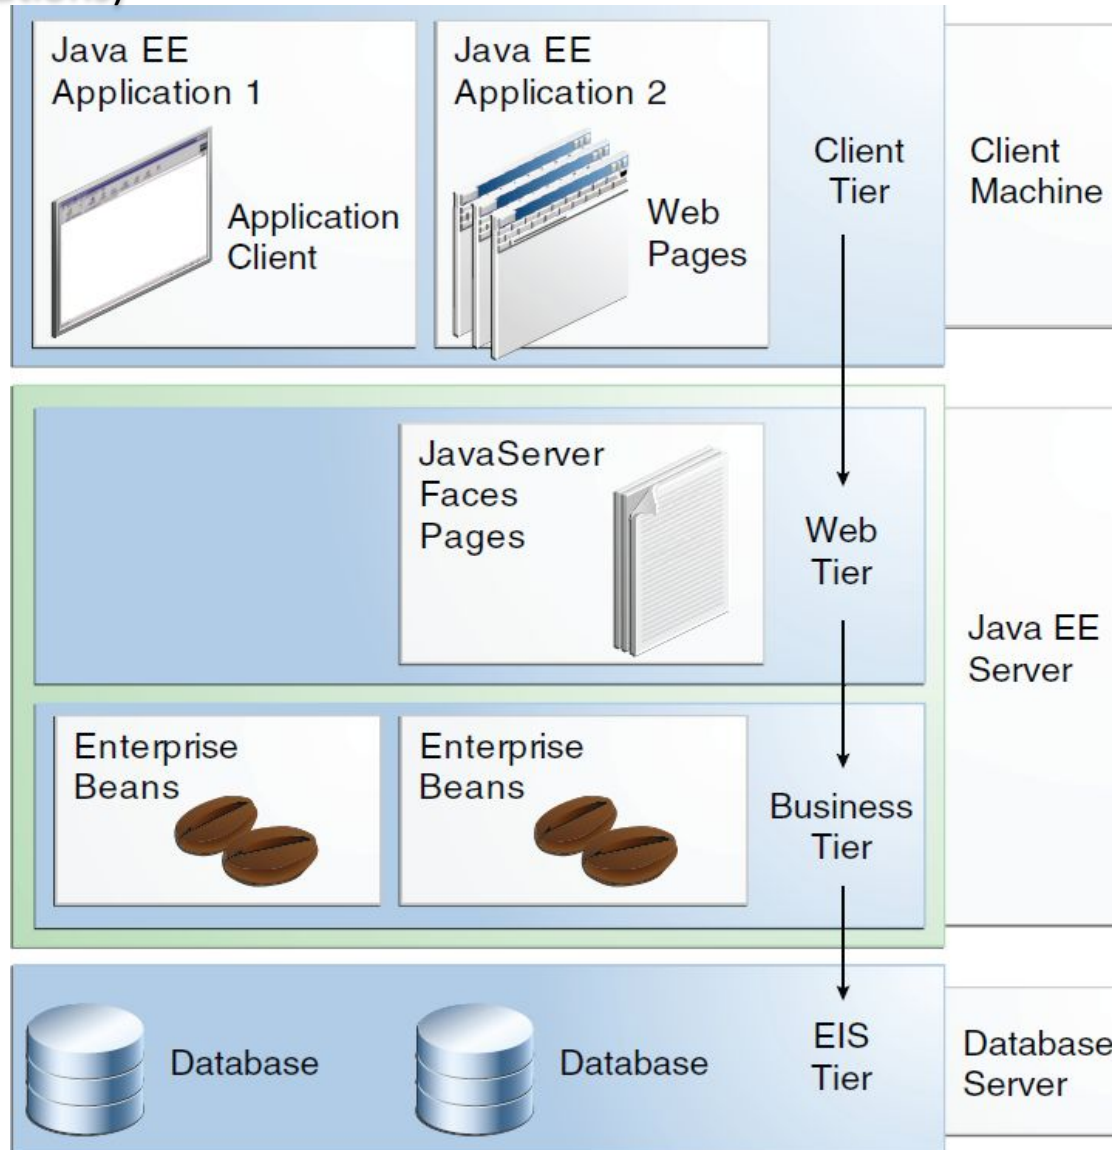 Java EE
Application 1
Application
Client
Java EE
Application 2
Web
Pages
Client
Tier
Client
Machine
JavaServer
Faces
Pages
Web
Tier
Java EE
Server
Enterprise
Beans
Enterprise
Beans
Business
Tier
Database
Database
EIS
Tier
Database
Server